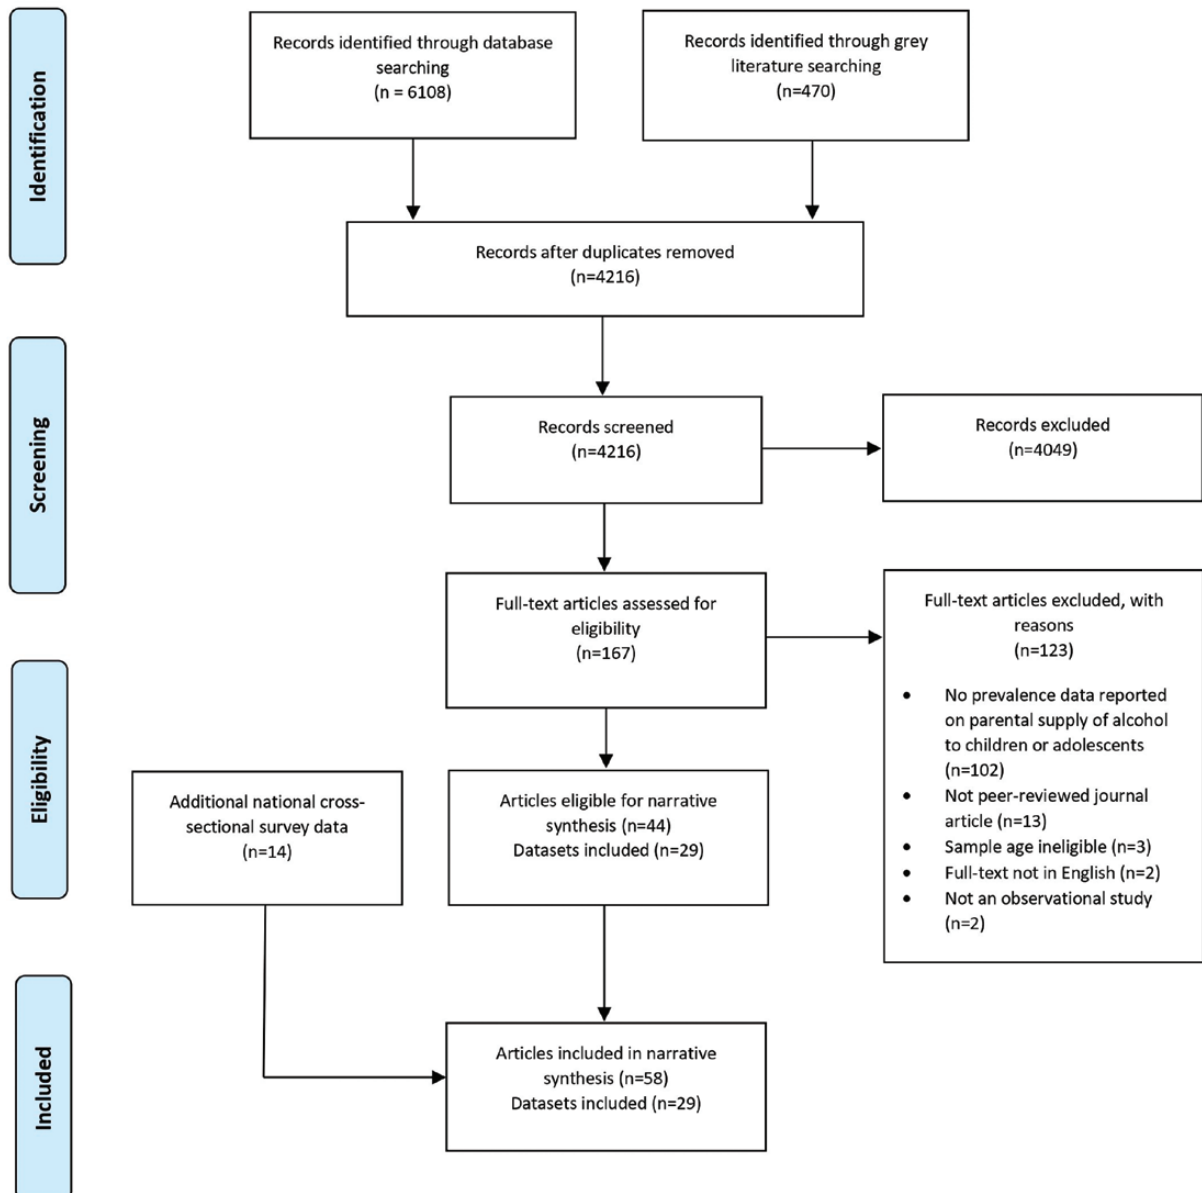 Identification
Records identified through database
searching
(n = 6108)
Records identified through grey
literature searching
(n=470)
Records after duplicates removed
(n=4216)
Screening
Records screened
(n=4216)
Records excluded
(n=4049)
Full-text articles assessed for
eligibility
(n=167)
Full-text articles excluded, with
reasons
(n=123)
• No prevalence data reported
on parental supply of alcohol
to children or adolescents
(n=102)
• Not peer-reviewed journal
article (n=13)
• Sample age ineligible (n=3)
• Full-text not in English (n=2)
• Not an observational study
(n=2)
Eligibility
Additional national cross-
sectional survey data
(n=14)
Articles eligible for narrative
synthesis (n=44)
Datasets included (n=29)
Included
Articles included in narrative
synthesis (n=58)
Datasets included (n=29)